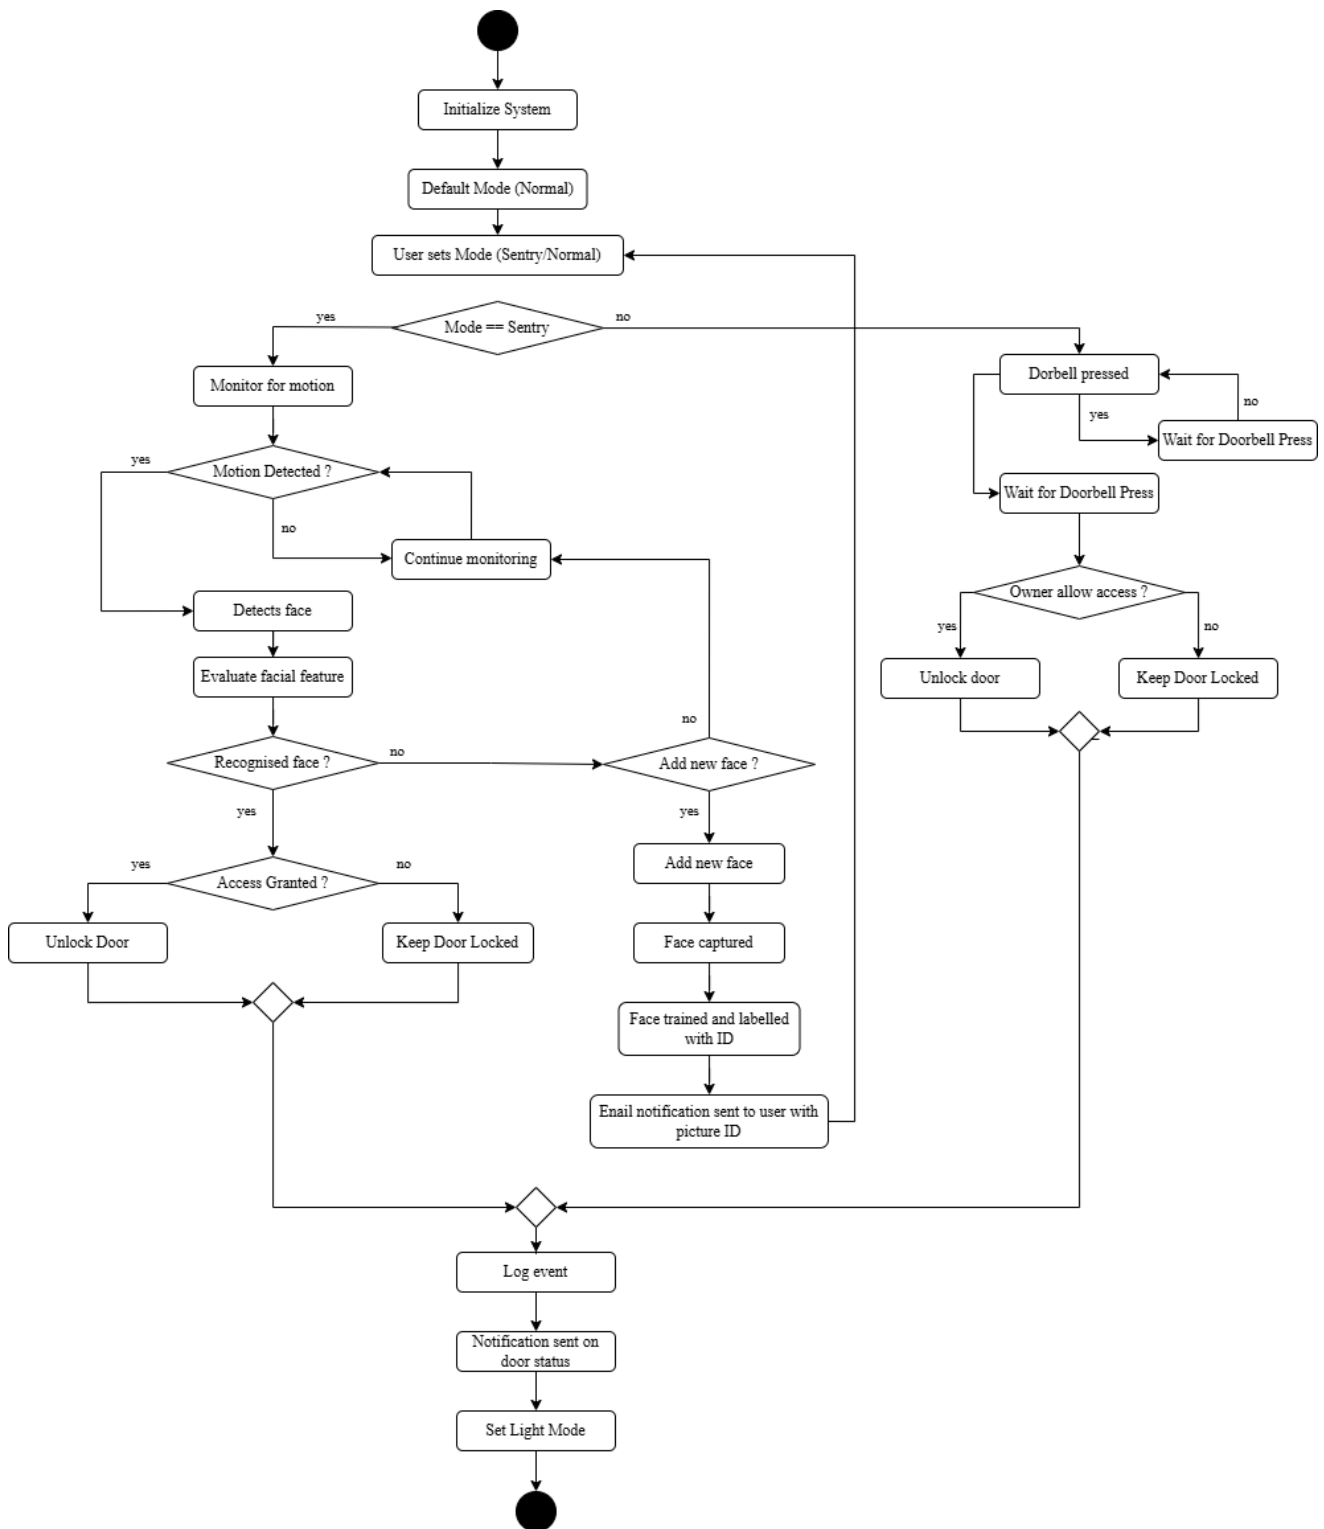 Initialize System
Default Mode (Normal)
User sets Mode (Sentry/Normal)
yes
Mode == Sentry
no
Monitor for motion
Dorbell pressed
no
yes
Wait for Doorbell Press
yes
Motion Detected ?
Wait for Doorbell Press
no
Continue monitoring
Detects face
Owner allow access ?
yes
no
Evaluate facial feature
Unlock door
Keep Door Locked
no
Recognised face ?
no
Add new face ?
yes
yes
Add new face
yes
Access Granted ?
no
Unlock Door
Keep Door Locked
Face captured
Face trained and labelled
with ID
Enail notification sent to user with
picture ID
Log event
Notification sent on
door status
Set Light Mode